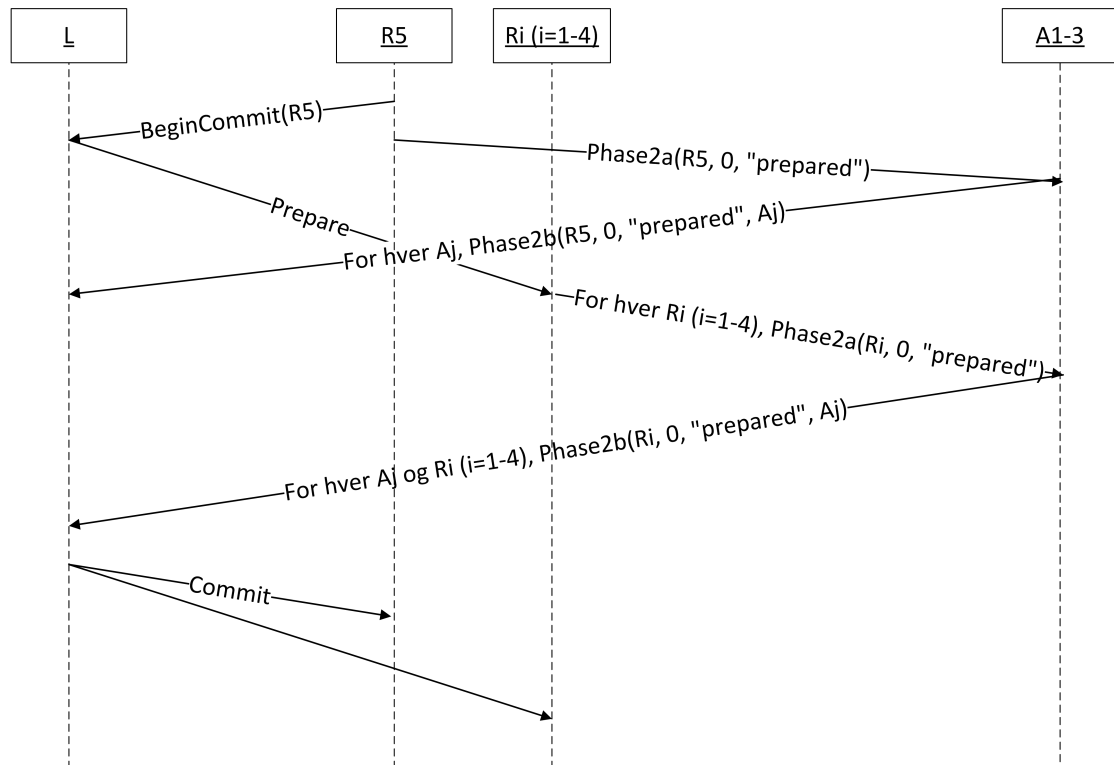 L
R5
Ri (i=1-4)
A1-3
BeginCommit(R5)
Phase2a(R5, 0, "prepared")
Prepare
For hver Aj, Phase2b(R5, 0, "prepared", Aj)
For hver Ri (i=1-4), Phase2a(Ri, 0, "prepared")
For hver Aj og Ri (i=1-4), Phase2b(Ri, 0, "prepared", Aj)
Commit